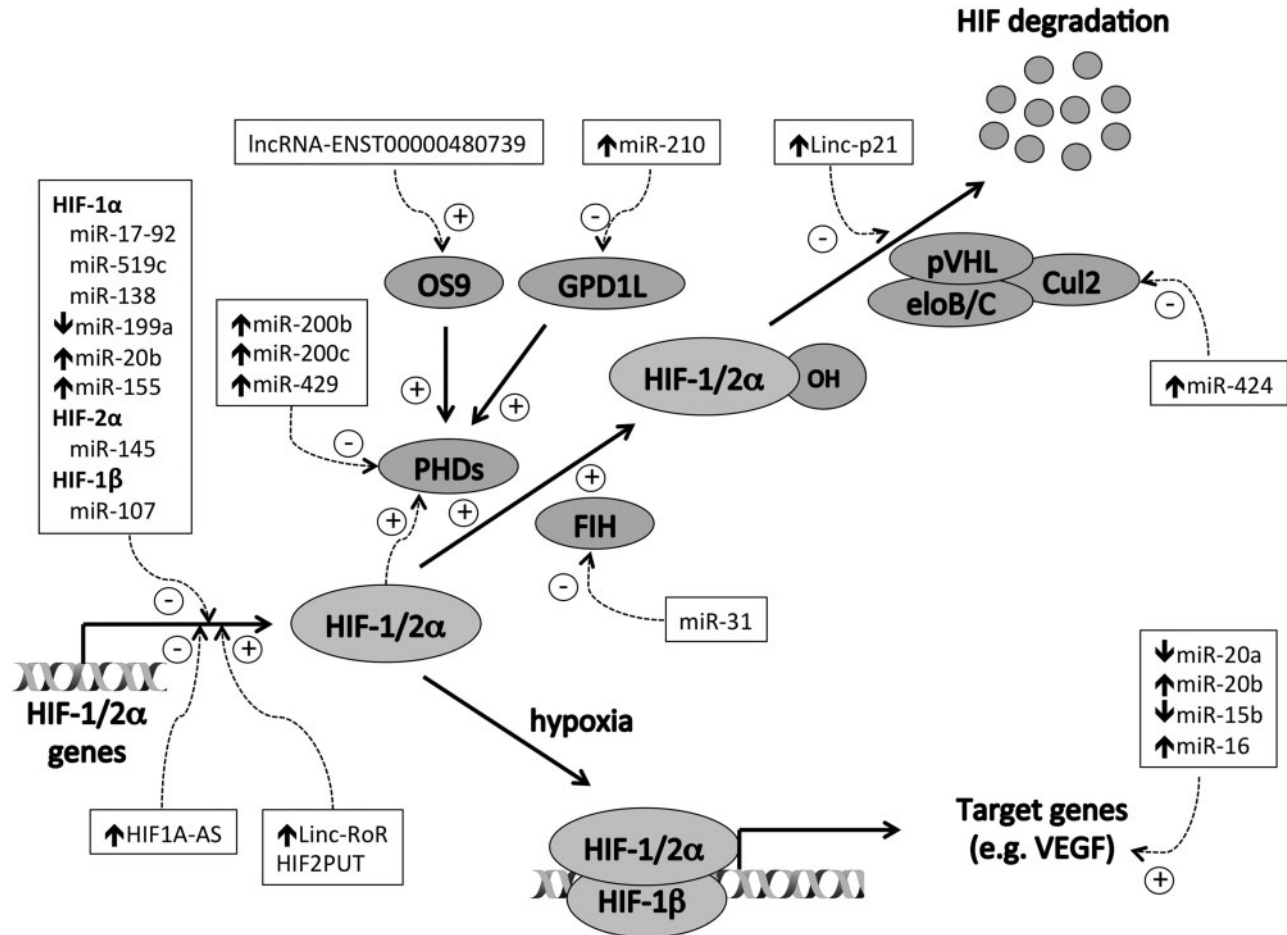 HIF degradation
lncRNA-ENST00000480739
↑miR-210
↑Linc-p21
HIF-1α
miR-17-92
miR-519c
miR-138
↓miR-199a
↑miR-20b
↑miR-155
HIF-2α
miR-145
HIF-1β
miR-107
+
-
-
OS9
GPD1L
pVHL
eloB/C
Cul2
-
↑miR-200b
↑miR-200c
↑miR-429
+
+
HIF-1/2α
OH
↑miR-424
-
PHDs
+
+
+
FIH
-
miR-31
-
-
+
HIF-1/2α
HIF-1/2α
genes
hypoxia
↓miR-20a
↑miR-20b
↓miR-15b
↑miR-16
↑HIF1A-AS
↑Linc-RoR
HIF2PUT
HIF-1/2α
HIF-1β
Target genes
(e.g. VEGF)
+